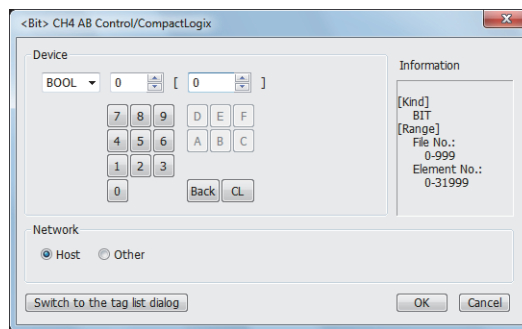 <Bit> CH4 AB Control/CompactLogix
Device
BOOL 0 [ 0 ]
7 8 9 D E F
4 5 6 A B C
1 2 3
0 Back CL
Information
[Kind]
BIT
[Range]
File No.:
0-999
Element No.:
0-31999
Network
Host Other
Switch to the tag list dialog OK Cancel